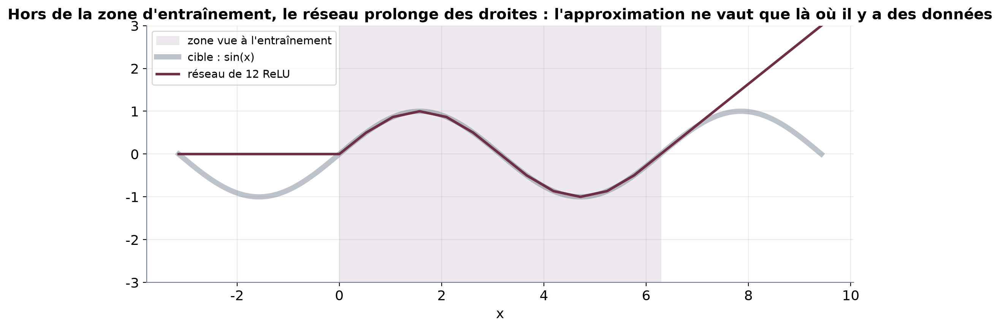 Hors de la zone d'entraînement, le réseau prolonge des droites : l'approximation ne vaut que là où il y a des données
zone vue à l'entraînement
cible : sin(x)
réseau de 12 ReLU
3
2
1
0
-1
-2
-3
-2 0 2 4 6 8 10
x